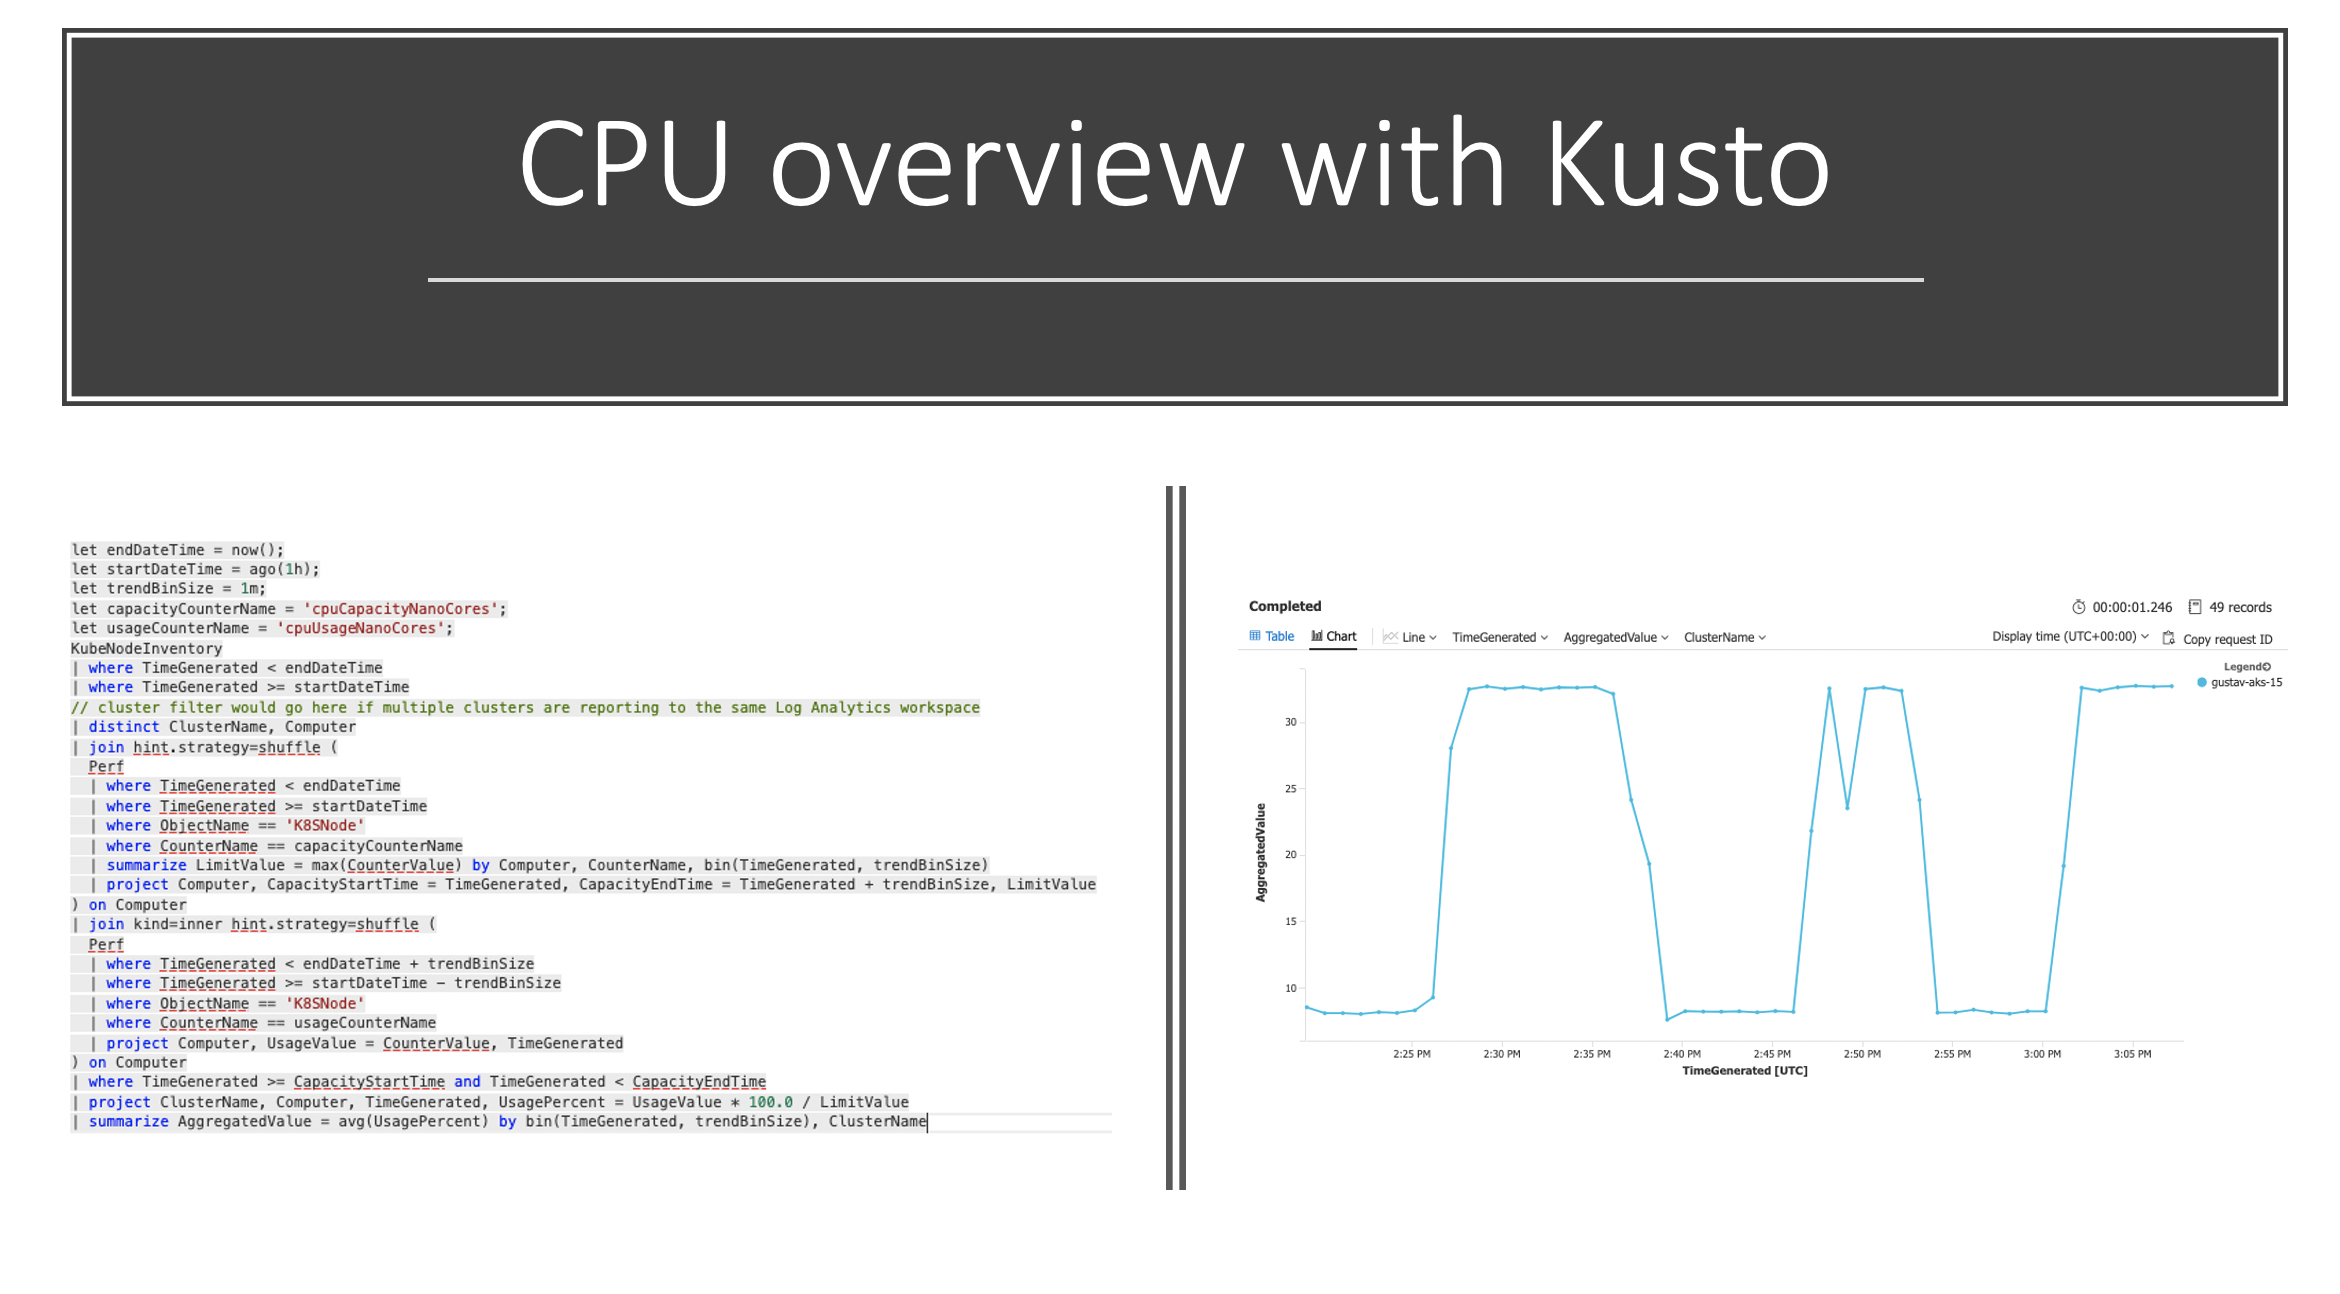 CPU overview with Kusto
let endDateTime = now();
let startDateTime = ago(1h);
let trendBinSize = 1m;
let capacityCounterName = 'cpuCapacityNanoCores';
let usageCounterName = 'cpuUsageNanoCores';
KubeNodeInventory
| where TimeGenerated < endDateTime
| where TimeGenerated >= startDateTime
// cluster filter would go here if multiple clusters are reporting to the same Log Analytics workspace
| distinct ClusterName, Computer
| join hint.strategy=shuffle (
  Perf
  | where TimeGenerated < endDateTime
  | where TimeGenerated >= startDateTime
  | where ObjectName == 'K8SNode'
  | where CounterName == capacityCounterName
  | summarize LimitValue = max(CounterValue) by Computer, CounterName, bin(TimeGenerated, trendBinSize)
  | project Computer, CapacityStartTime = TimeGenerated, CapacityEndTime = TimeGenerated + trendBinSize, LimitValue
) on Computer
| join kind=inner hint.strategy=shuffle (
  Perf
  | where TimeGenerated < endDateTime + trendBinSize
  | where TimeGenerated >= startDateTime - trendBinSize
  | where ObjectName == 'K8SNode'
  | where CounterName == usageCounterName
  | project Computer, UsageValue = CounterValue, TimeGenerated
) on Computer
| where TimeGenerated >= CapacityStartTime and TimeGenerated < CapacityEndTime
| project ClusterName, Computer, TimeGenerated, UsagePercent = UsageValue * 100.0 / LimitValue
| summarize AggregatedValue = avg(UsagePercent) by bin(TimeGenerated, trendBinSize), ClusterName
Completed 00:00:01.246 49 records
Table Chart Line TimeGenerated AggregatedValue ClusterName Display time (UTC+00:00) Copy request ID
Legend
gustav-aks-15
AggregatedValue
30
25
20
15
10
2:25 PM 2:30 PM 2:35 PM 2:40 PM 2:45 PM 2:50 PM 2:55 PM 3:00 PM 3:05 PM
TimeGenerated [UTC]